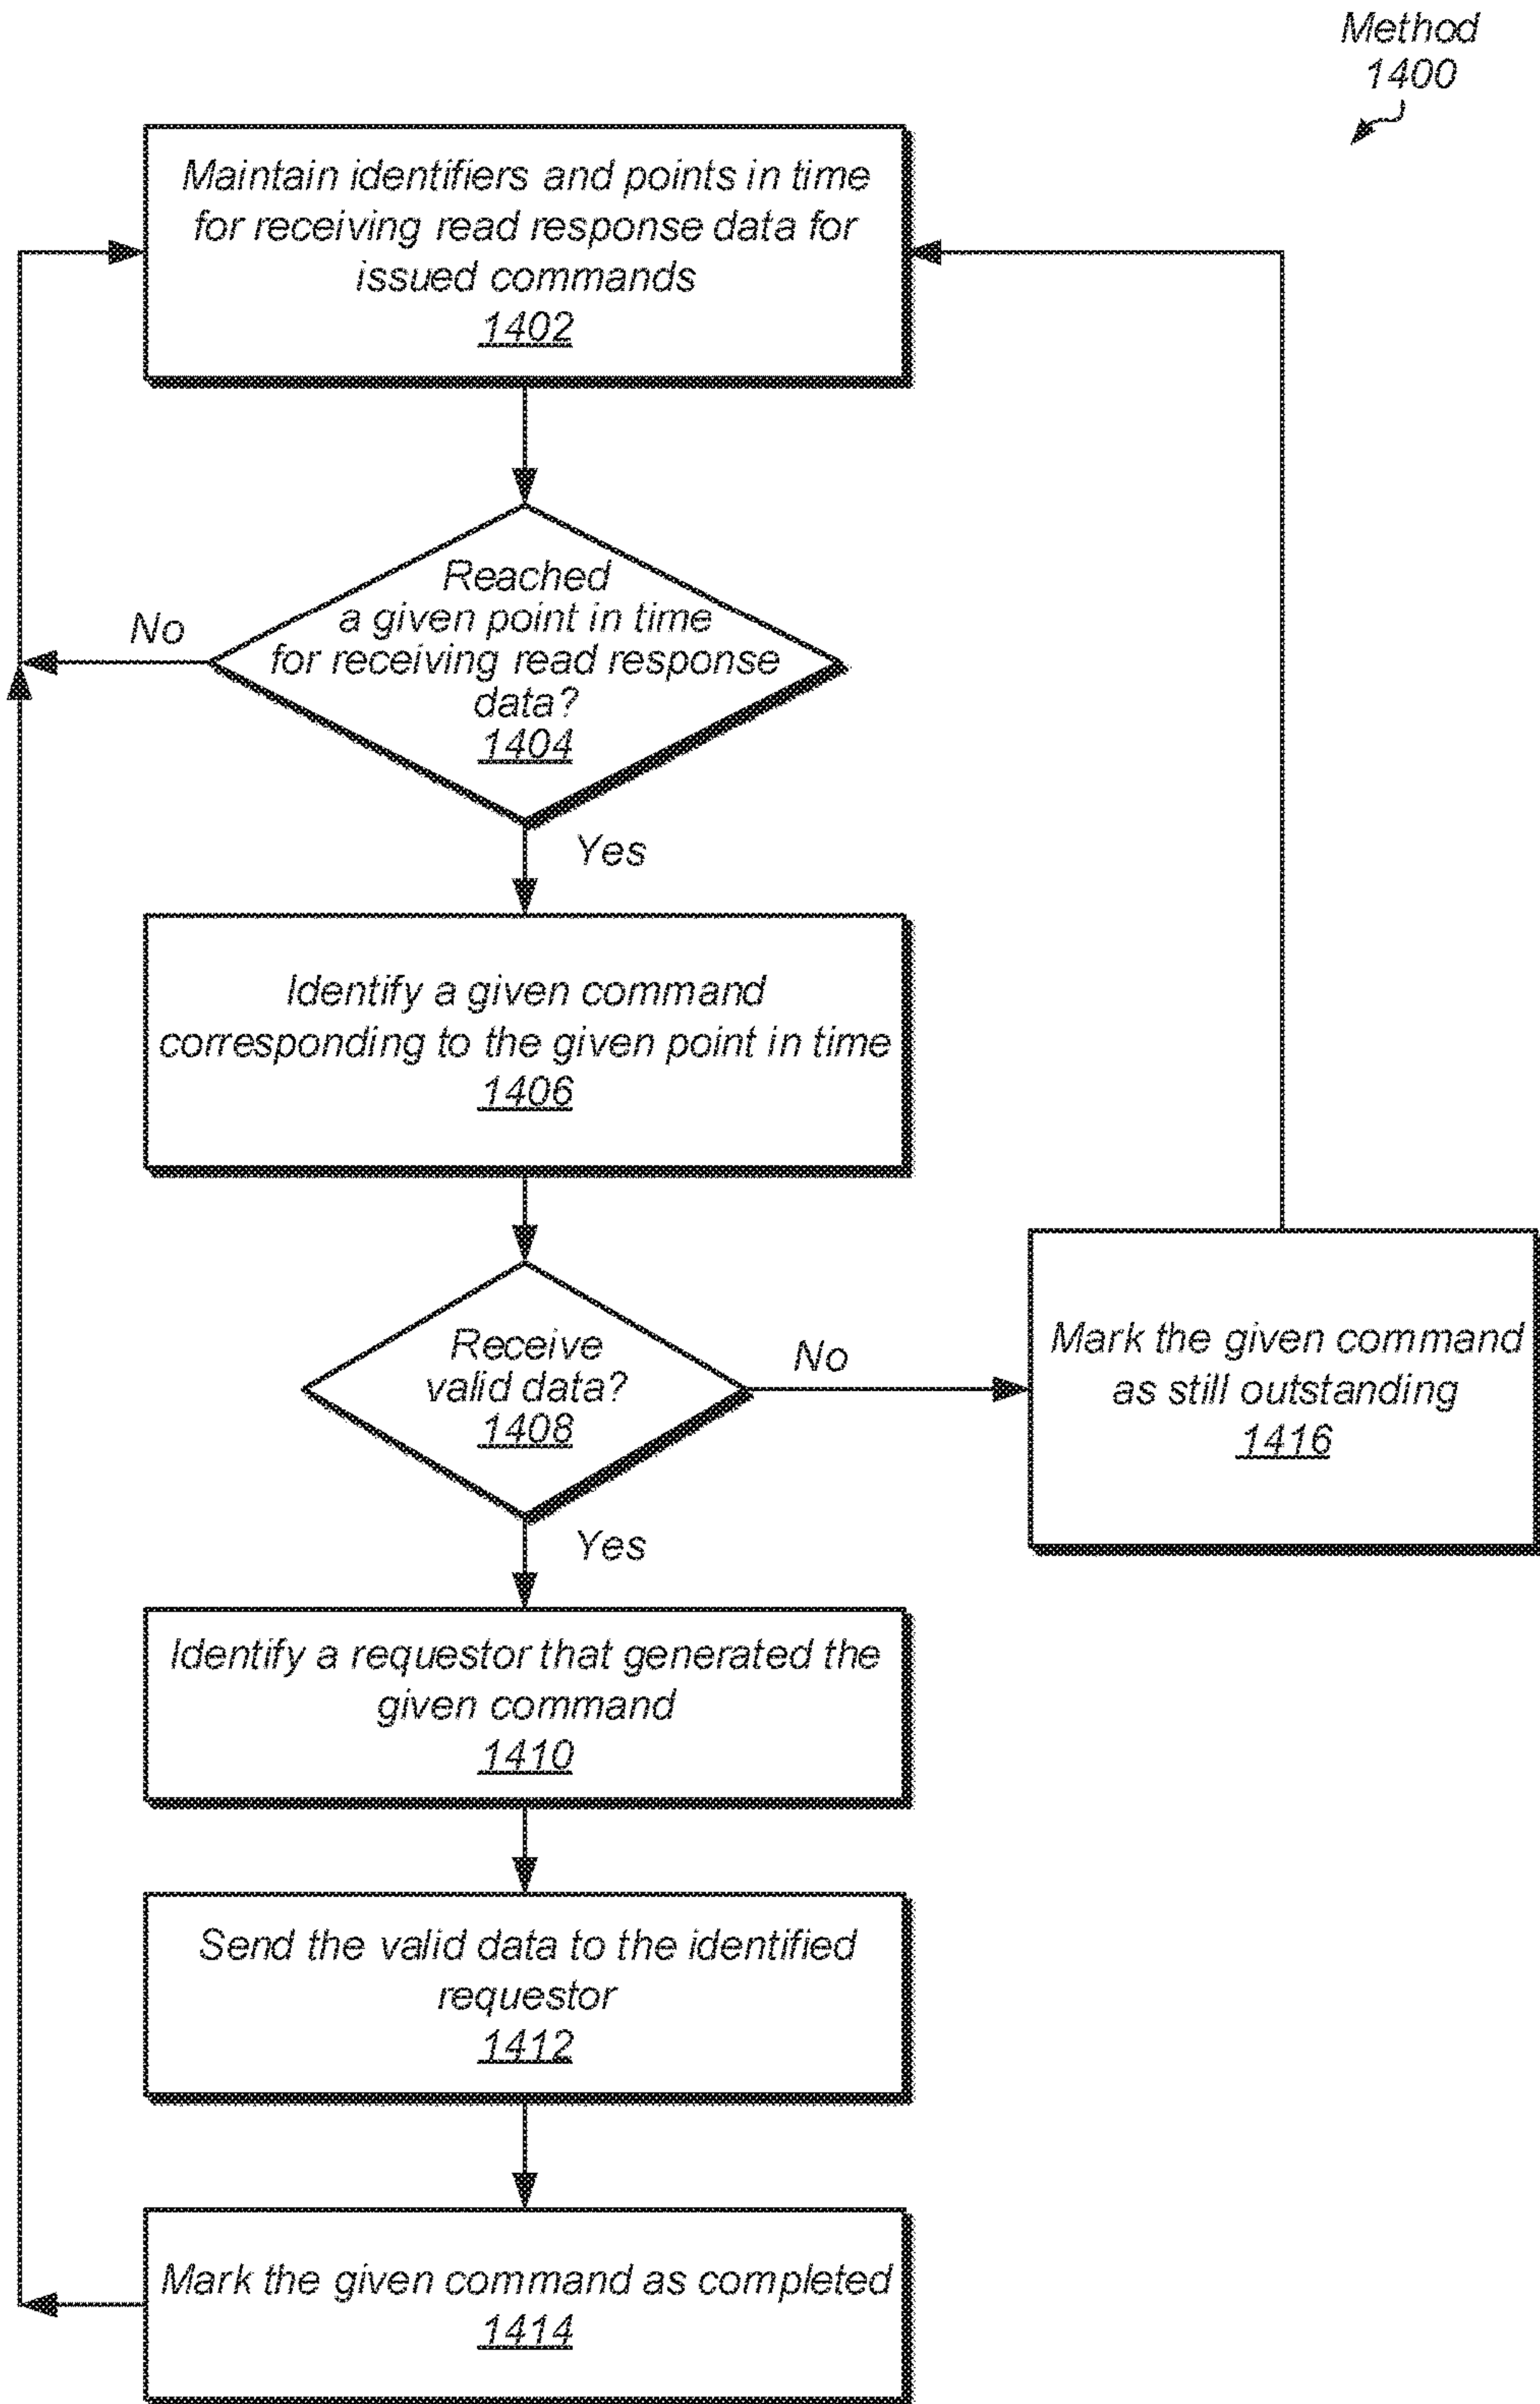 Method
1400
Maintain identifiers and points in time
for receiving read response data for
issued commands
1402
Reached
a given point in time
for receiving read response
data?
1404
No
Yes
Identify a given command
corresponding to the given point in time
1406
Receive
valid data?
1408
No
Mark the given command
as still outstanding
1416
Yes
Identify a requestor that generated the
given command
1410
Send the valid data to the identified
requestor
1412
Mark the given command as completed
1414